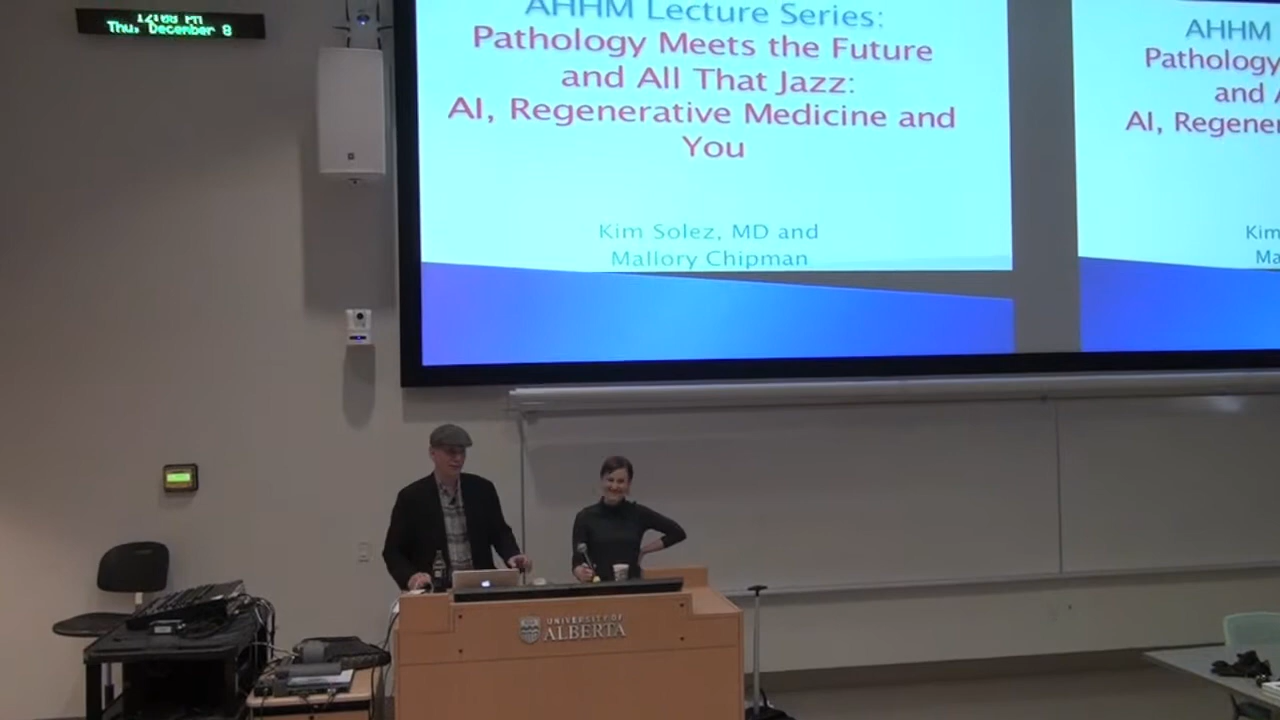 Thu, December 8
AHHM Lecture Series:
Pathology Meets the Future
and All That Jazz:
AI, Regenerative Medicine and
You
Kim Solez, MD and
Mallory Chipman
AHHM
Pathology
and
AI, Regener
Kim
Ma
UNIVERSITY OF
ALBERTA